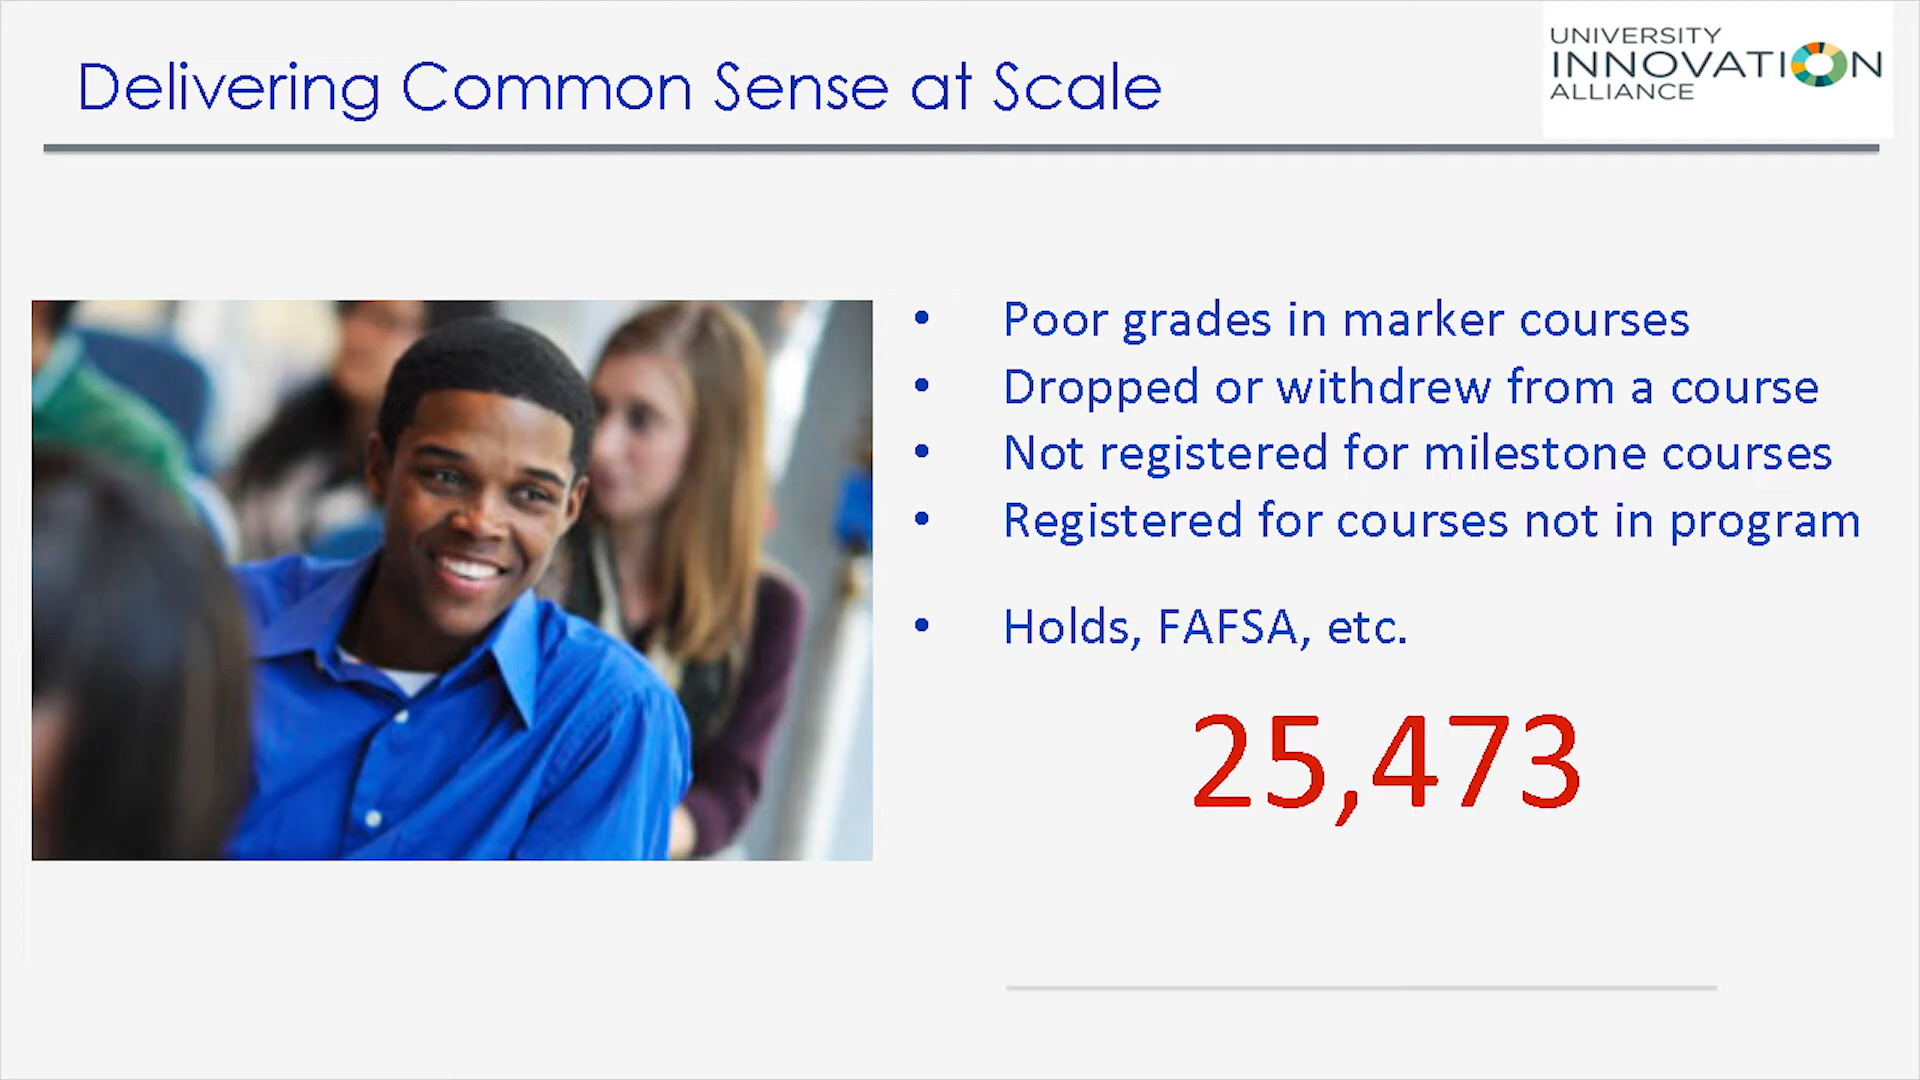 Delivering Common Sense at Scale
UNIVERSITY
INNOVATION
ALLIANCE
• Poor grades in marker courses
• Dropped or withdrew from a course
• Not registered for milestone courses
• Registered for courses not in program
• Holds, FAFSA, etc.
25,473